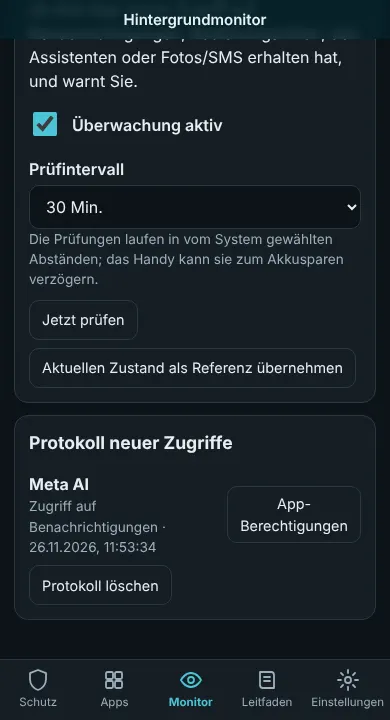 Hintergrundmonitor
Assistenten oder Fotos/SMS erhalten hat,
und warnt Sie.
Überwachung aktiv
Prüfintervall
30 Min.
Die Prüfungen laufen in vom System gewählten
Abständen; das Handy kann sie zum Akkusparen
verzögern.
Jetzt prüfen
Aktuellen Zustand als Referenz übernehmen
Protokoll neuer Zugriffe
Meta AI
Zugriff auf
Benachrichtigungen ·
26.11.2026, 11:53:34
App-
Berechtigungen
Protokoll löschen
Schutz
Apps
Monitor
Leitfaden
Einstellungen